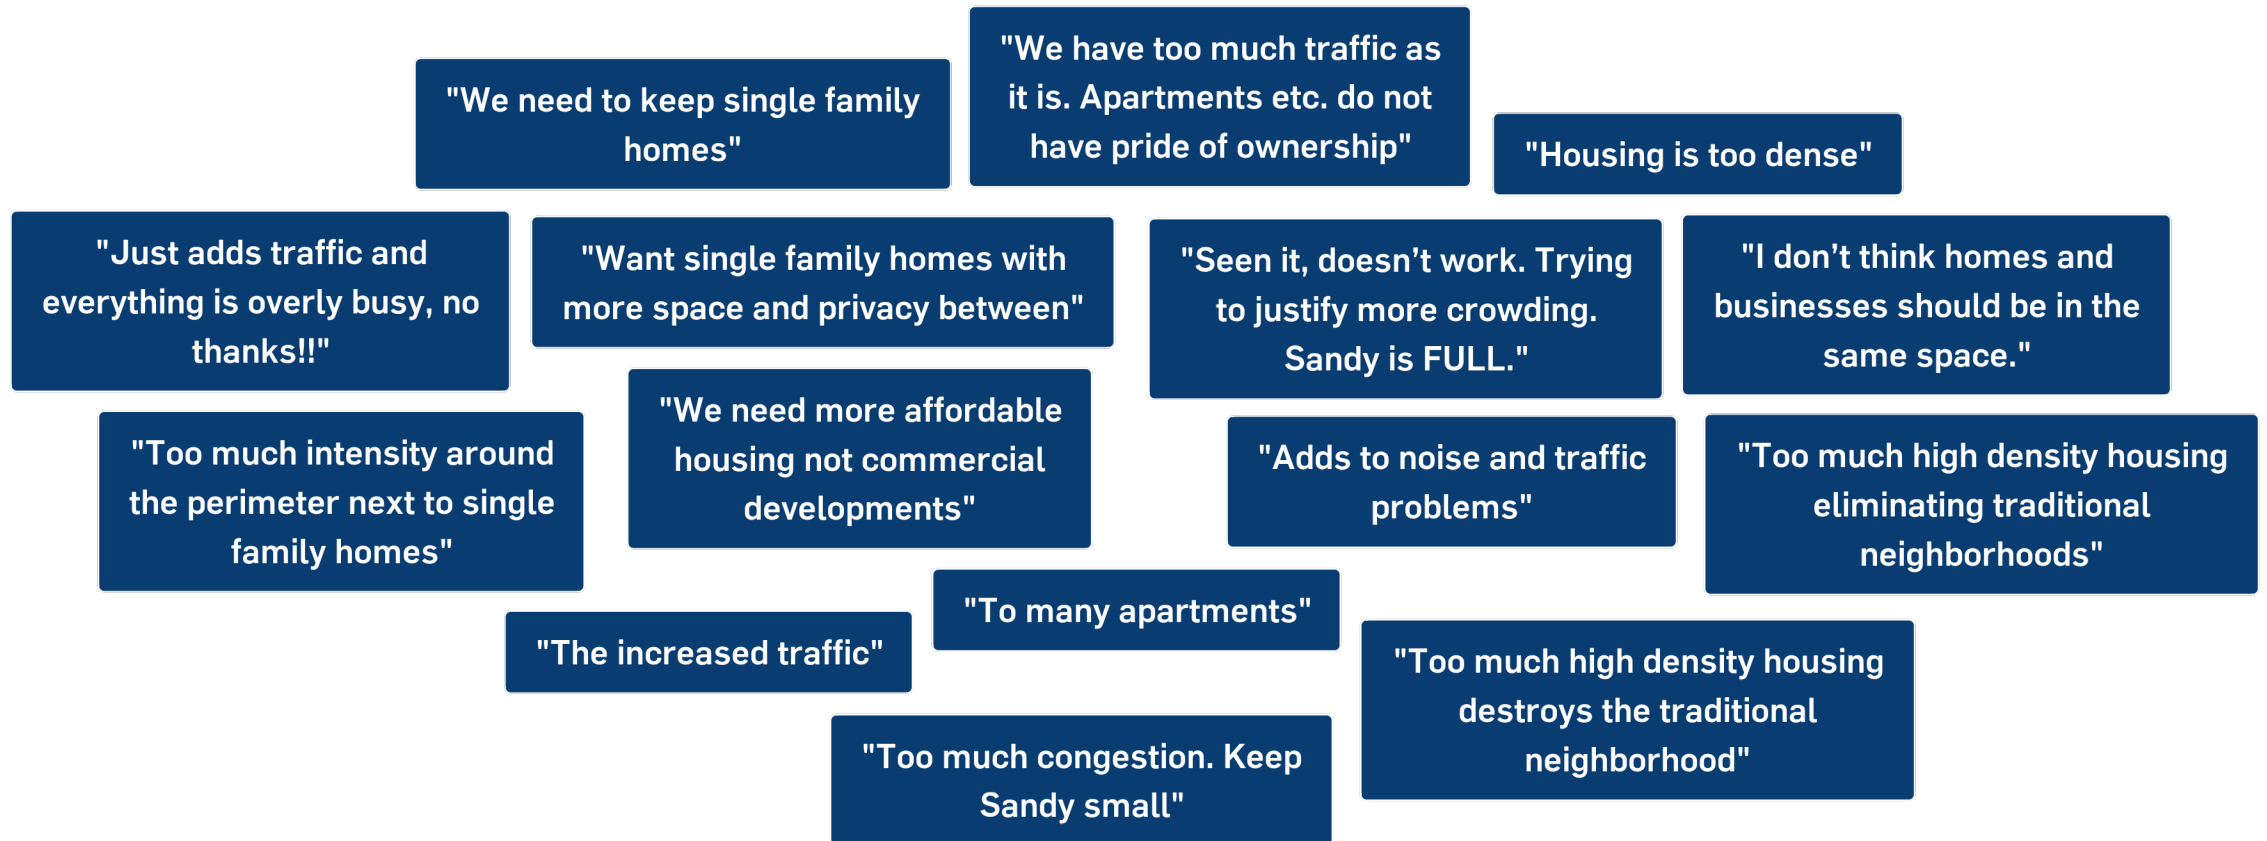 "We need to keep single family
homes"
"We have too much traffic as
it is. Apartments etc. do not
have pride of ownership"
"Housing is too dense"
"Just adds traffic and
everything is overly busy, no
thanks!!"
"Want single family homes with
more space and privacy between"
"Seen it, doesn’t work. Trying
to justify more crowding.
Sandy is FULL."
"I don’t think homes and
businesses should be in the
same space."
"Too much intensity around
the perimeter next to single
family homes"
"We need more affordable
housing not commercial
developments"
"Adds to noise and traffic
problems"
"Too much high density housing
eliminating traditional
neighborhoods"
"The increased traffic"
"To many apartments"
"Too much high density housing
destroys the traditional
neighborhood"
"Too much congestion. Keep
Sandy small"